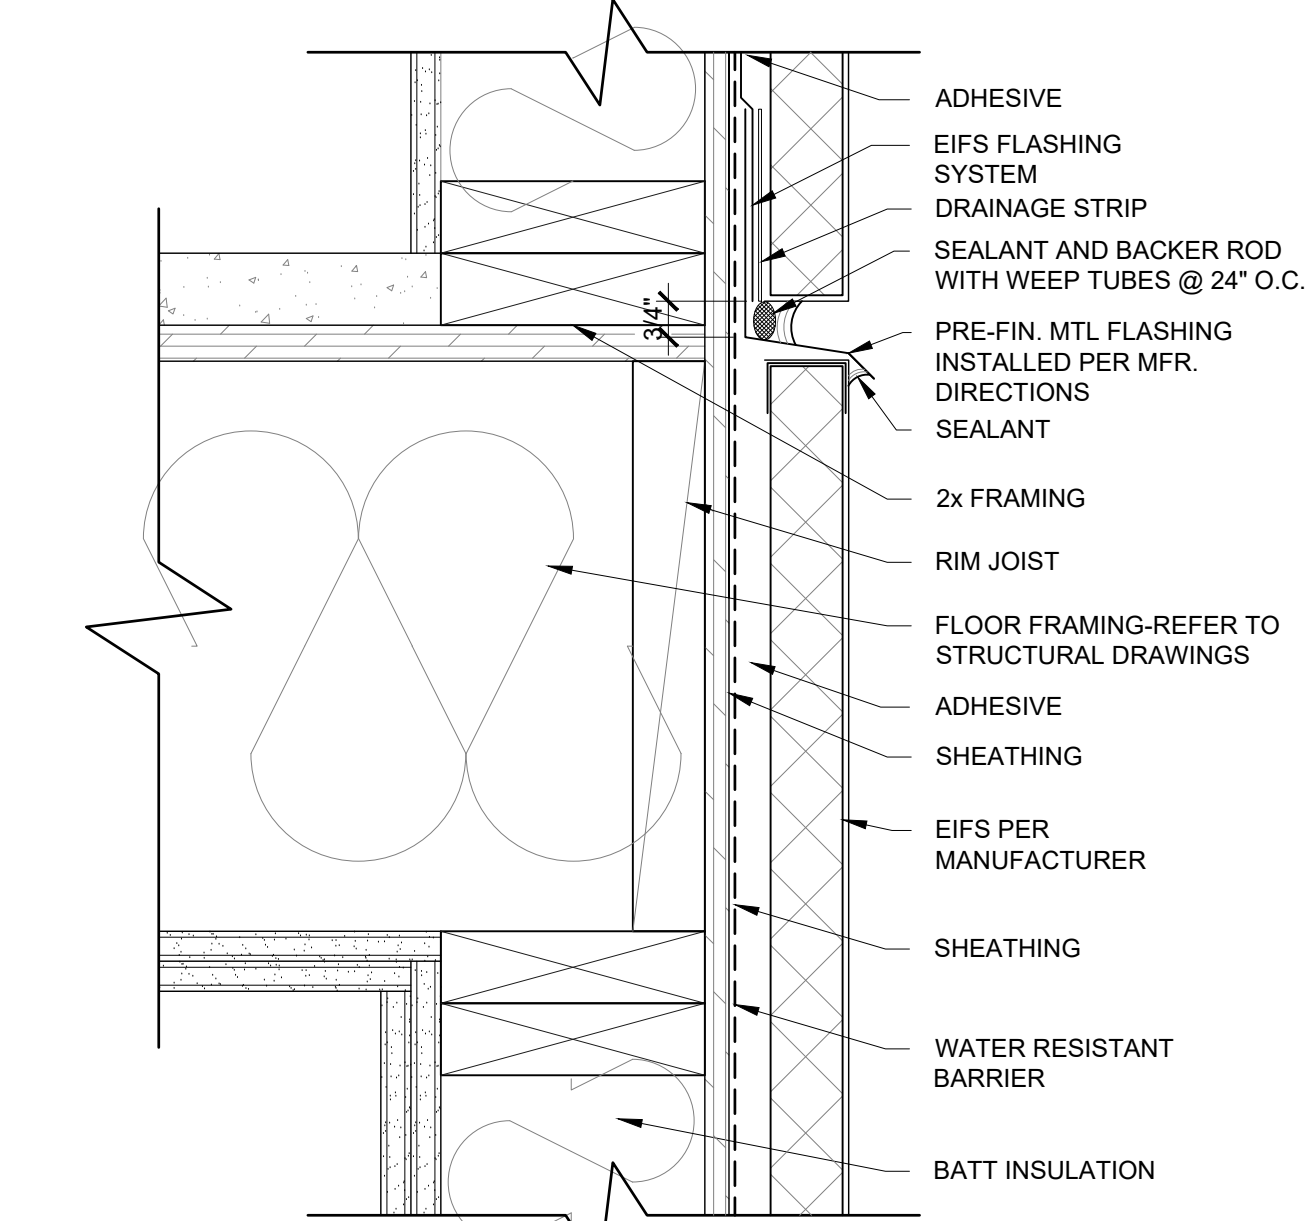 ADHESIVE
EIFS FLASHING
SYSTEM
DRAINAGE STRIP
SEALANT AND BACKER ROD
WITH WEEP TUBES @ 24" O.C.
3/4"
PRE-FIN. MTL FLASHING
INSTALLED PER MFR.
DIRECTIONS
SEALANT
2x FRAMING
RIM JOIST
FLOOR FRAMING-REFER TO
STRUCTURAL DRAWINGS
ADHESIVE
SHEATHING
EIFS PER
MANUFACTURER
SHEATHING
WATER RESISTANT
BARRIER
BATT INSULATION